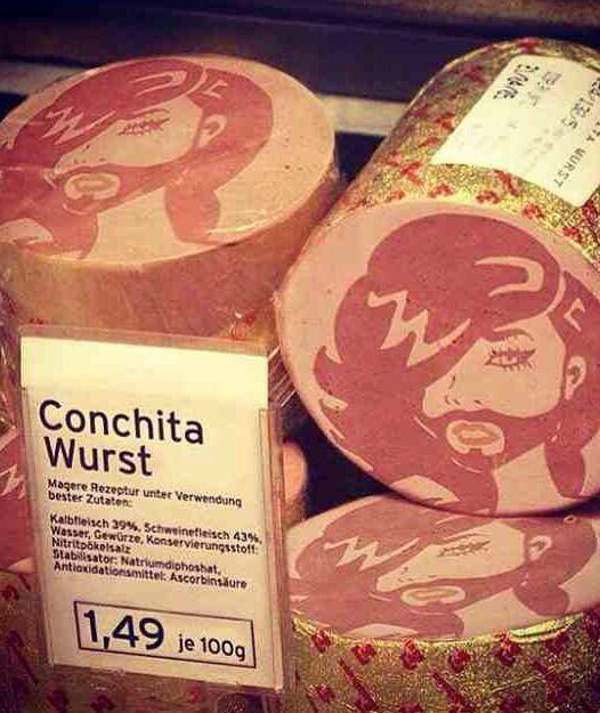 Conchita
Wurst
Magere Rezeptur unter Verwendung
bester Zutaten:
Kalbfleisch 39%, Schweinefleisch 43%,
Wasser, Gewürze, Konservierungsstoff:
Nitritpökelsalz
Stabilisator: Natriumdiphoshat,
Antioxidationsmittel: Ascorbinsäure
1,49 je 100g
WURST